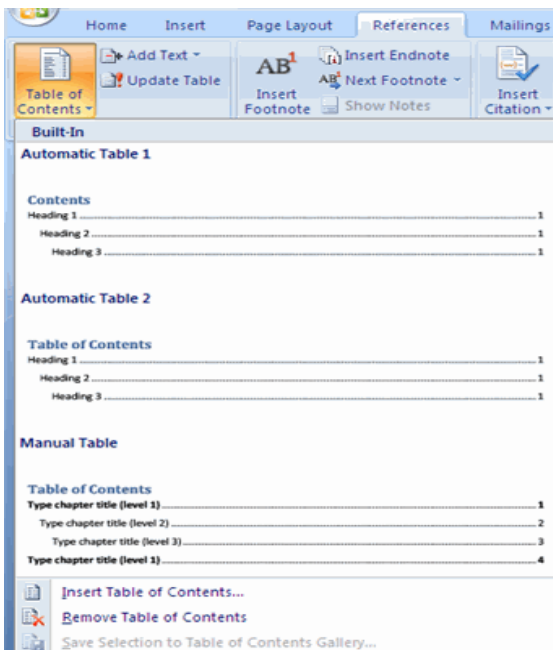 Home Insert Page Layout References Mailings
Add Text
Update Table
Table of
Contents
AB1
Insert
Footnote
Insert Endnote
AB1 Next Footnote
Show Notes
Insert
Citation
Built-In
Automatic Table 1
Contents
Heading 1 1
Heading 2 1
Heading 3 1
Automatic Table 2
Table of Contents
Heading 1 1
Heading 2 1
Heading 3 1
Manual Table
Table of Contents
Type chapter title (level 1) 1
Type chapter title (level 2) 2
Type chapter title (level 3) 3
Type chapter title (level 1) 4
Insert Table of Contents...
Remove Table of Contents
Save Selection to Table of Contents Gallery...